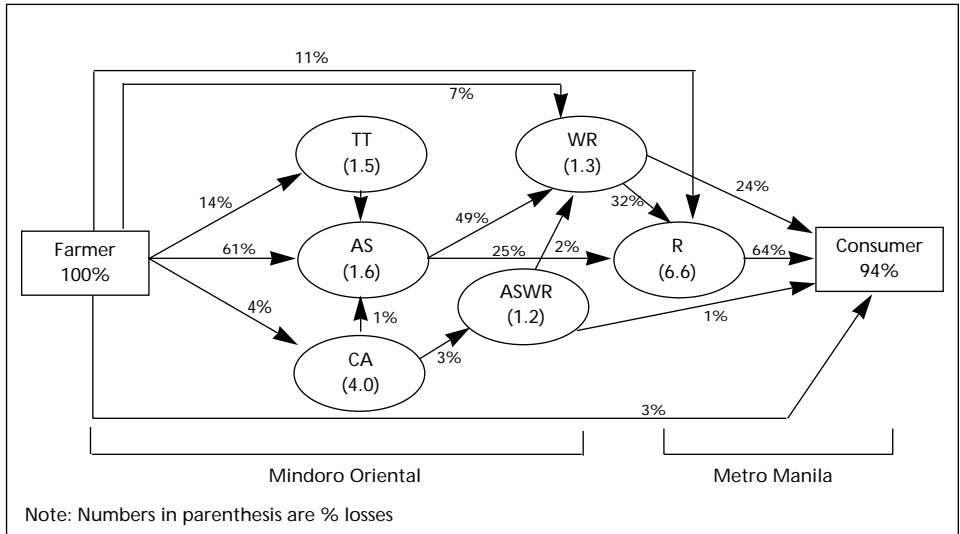 11%
7%
TT
(1.5)
WR
(1.3)
14%
24%
32%
49%
Farmer
100%
61%
AS
(1.6)
25%
2%
R
(6.6)
64%
Consumer
94%
ASWR
(1.2)
4%
1%
1%
3%
CA
(4.0)
3%
Mindoro Oriental
Metro Manila
Note: Numbers in parenthesis are % losses